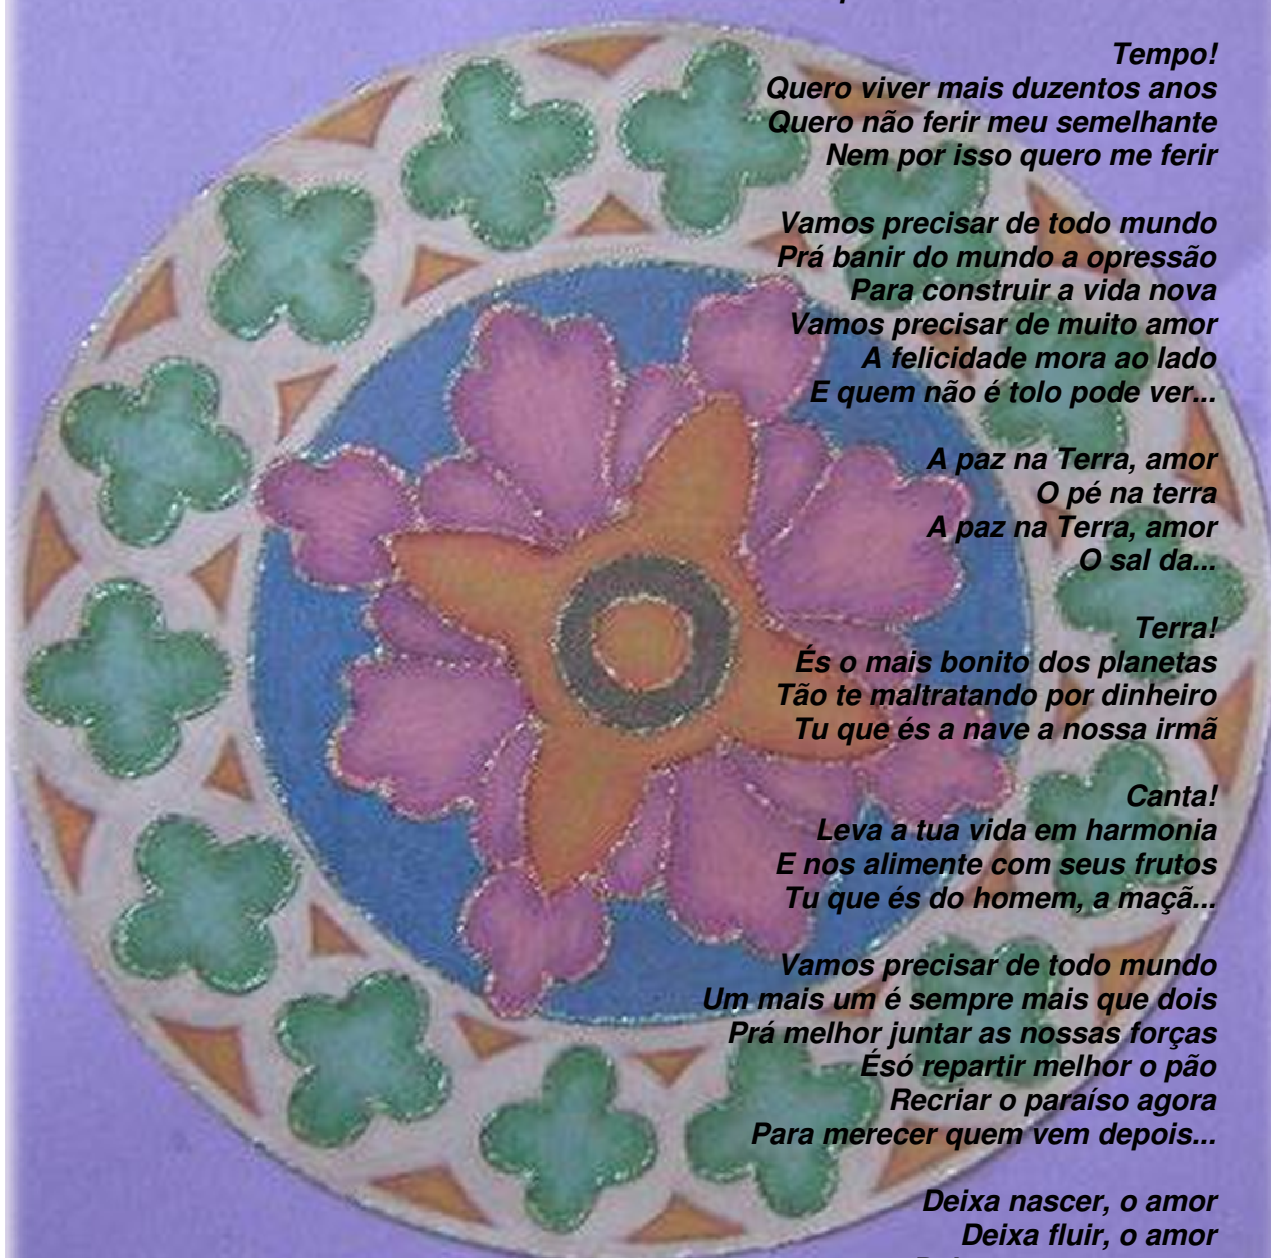 Tempo!
Quero viver mais duzentos anos
Quero não ferir meu semelhante
Nem por isso quero me ferir
Vamos precisar de todo mundo
Prá banir do mundo a opressão
Para construir a vida nova
Vamos precisar de muito amor
A felicidade mora ao lado
E quem não é tolo pode ver...
A paz na Terra, amor
O pé na terra
A paz na Terra, amor
O sal da...
Terra!
És o mais bonito dos planetas
Tão te maltratando por dinheiro
Tu que és a nave a nossa irmã
Canta!
Leva a tua vida em harmonia
E nos alimente com seus frutos
Tu que és do homem, a maçã...
Vamos precisar de todo mundo
Um mais um é sempre mais que dois
Prá melhor juntar as nossas forças
Ésó repartir melhor o pão
Recriar o paraíso agora
Para merecer quem vem depois...
Deixa nascer, o amor
Deixa fluir, o amor